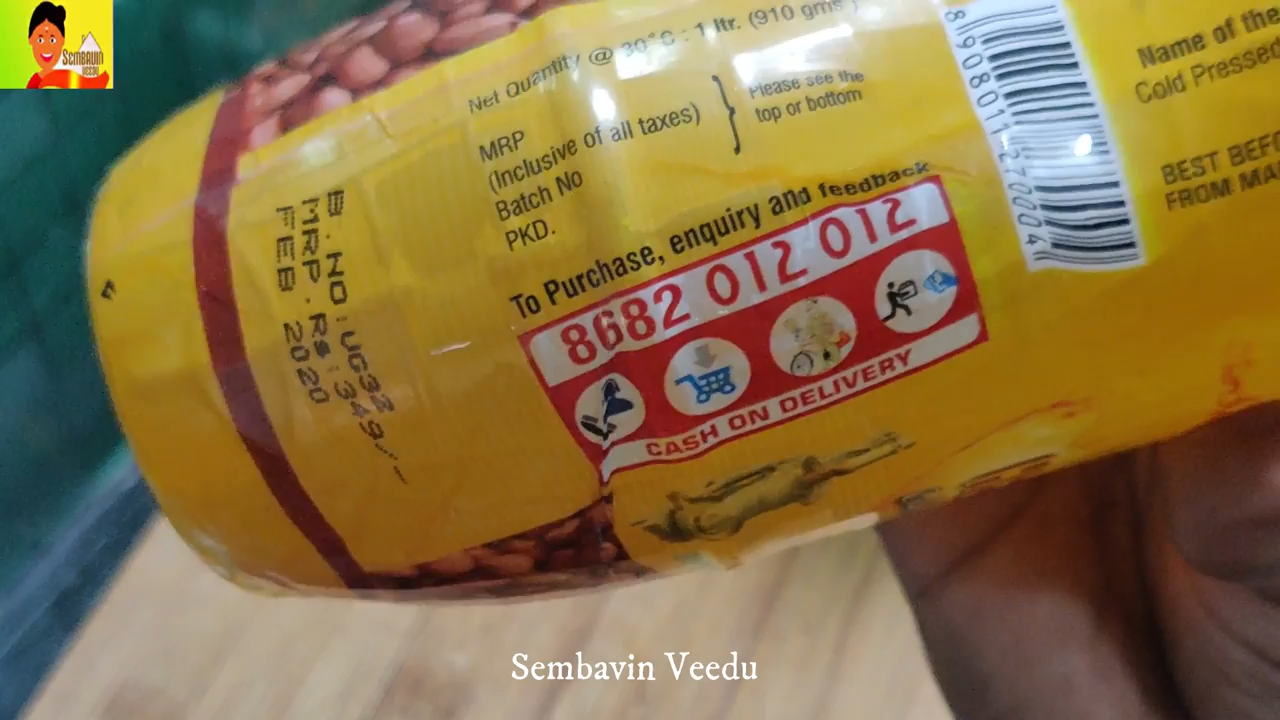 SEMBAVIN
VEEDU
Net Quantity @ 30°C : 1 ltr. (910 gms)
MRP
(Inclusive of all taxes)
Batch No
PKD.
Please see the
top or bottom
To Purchase, enquiry and feedback
8682 012 012
CASH ON DELIVERY
B.NO:UG32
MRP.Rs:349/-
FEB 2020
8908011270004
Name of the
Cold Pressed
BEST BEFO
FROM MA
Sembavin Veedu